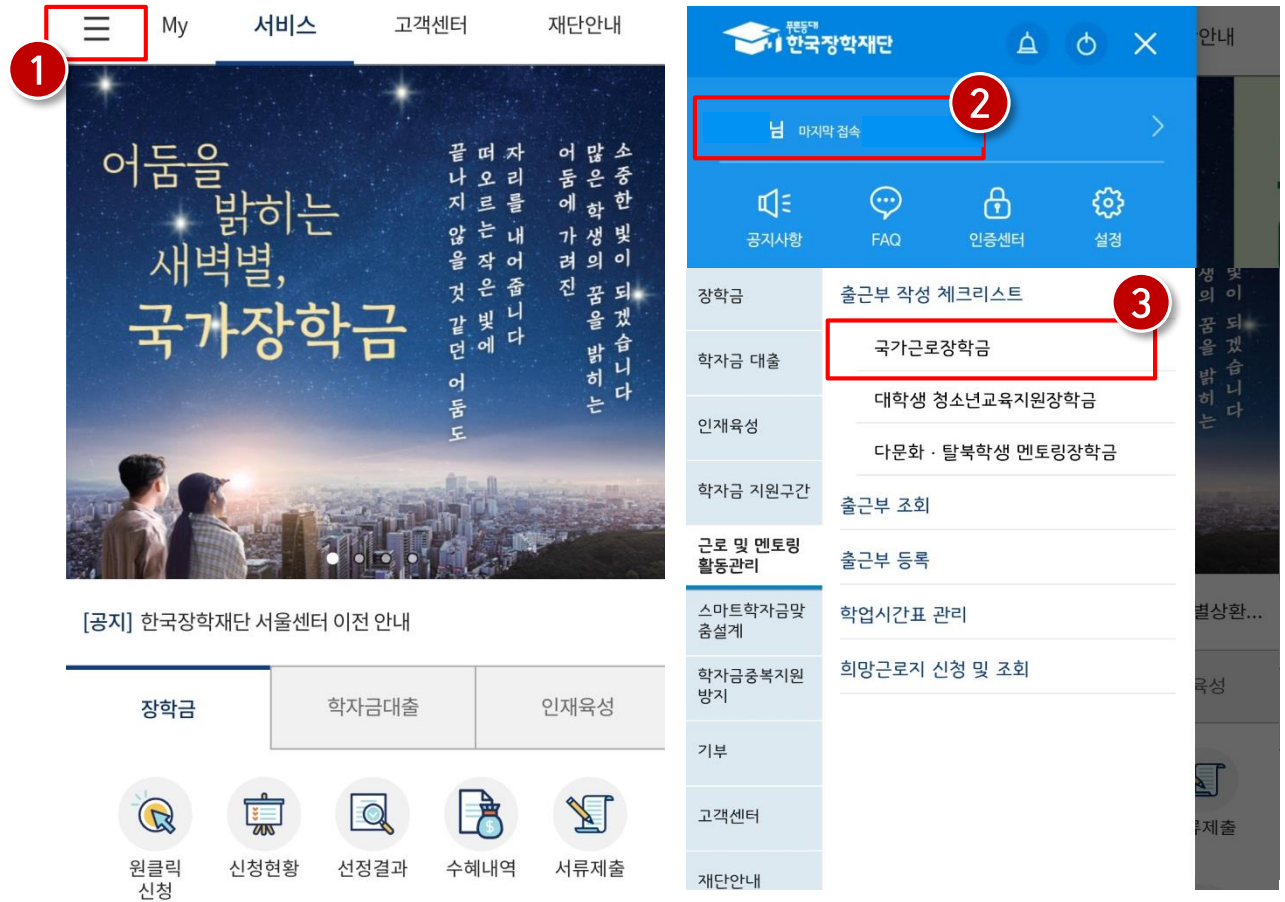 1
My
서비스
고객센터
재단안내
어둠을
밝히는
새벽별,
국가장학금
소중한 빛이 되겠습니다
많은 학생의 꿈을 밝히는
어둠에 가려진
자리를 내어줍니다
떠오르는 작은 빛에
끝나지 않을 것 같던 어둠도
[공지] 한국장학재단 서울센터 이전 안내
장학금
학자금대출
인재육성
원클릭
신청
신청현황
선정결과
수혜내역
서류제출
푸른등대
한국장학재단
2
님 마지막 접속
공지사항
FAQ
인증센터
설정
장학금
학자금 대출
인재육성
학자금 지원구간
근로 및 멘토링
활동관리
스마트학자금맞
춤설계
학자금중복지원
방지
기부
고객센터
재단안내
출근부 작성 체크리스트
3
국가근로장학금
대학생 청소년교육지원장학금
다문화 · 탈북학생 멘토링장학금
출근부 조회
출근부 등록
학업시간표 관리
희망근로지 신청 및 조회
안내
빛이 되겠습니다
생의 꿈을 밝히는
별상환...
육성
류제출